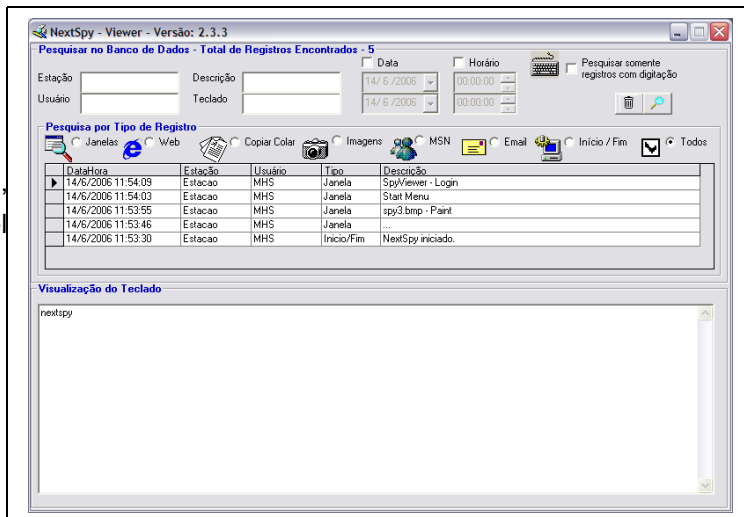 NextSpy - Viewer - Versão: 2.3.3
Pesquisar no Banco de Dados - Total de Registros Encontrados - 5
Data
Horário
Pesquisar somente
registros com digitação
Estação
Descrição
14/ 6 /2006
00:00:00
Usuário
Teclado
14/ 6 /2006
00:00:00
Pesquisa por Tipo de Registro
Janelas
Web
Copiar Colar
Imagens
MSN
Email
Início / Fim
Todos
DataHora Estação Usuário Tipo Descrição
14/6/2006 11:54:09 Estacao MHS Janela SpyViewer - Login
14/6/2006 11:54:03 Estacao MHS Janela Start Menu
14/6/2006 11:53:55 Estacao MHS Janela spy3.bmp - Paint
14/6/2006 11:53:46 Estacao MHS Janela ...
14/6/2006 11:53:30 Estacao MHS Inicio/Fim NextSpy iniciado.
Visualização do Teclado
nextspy